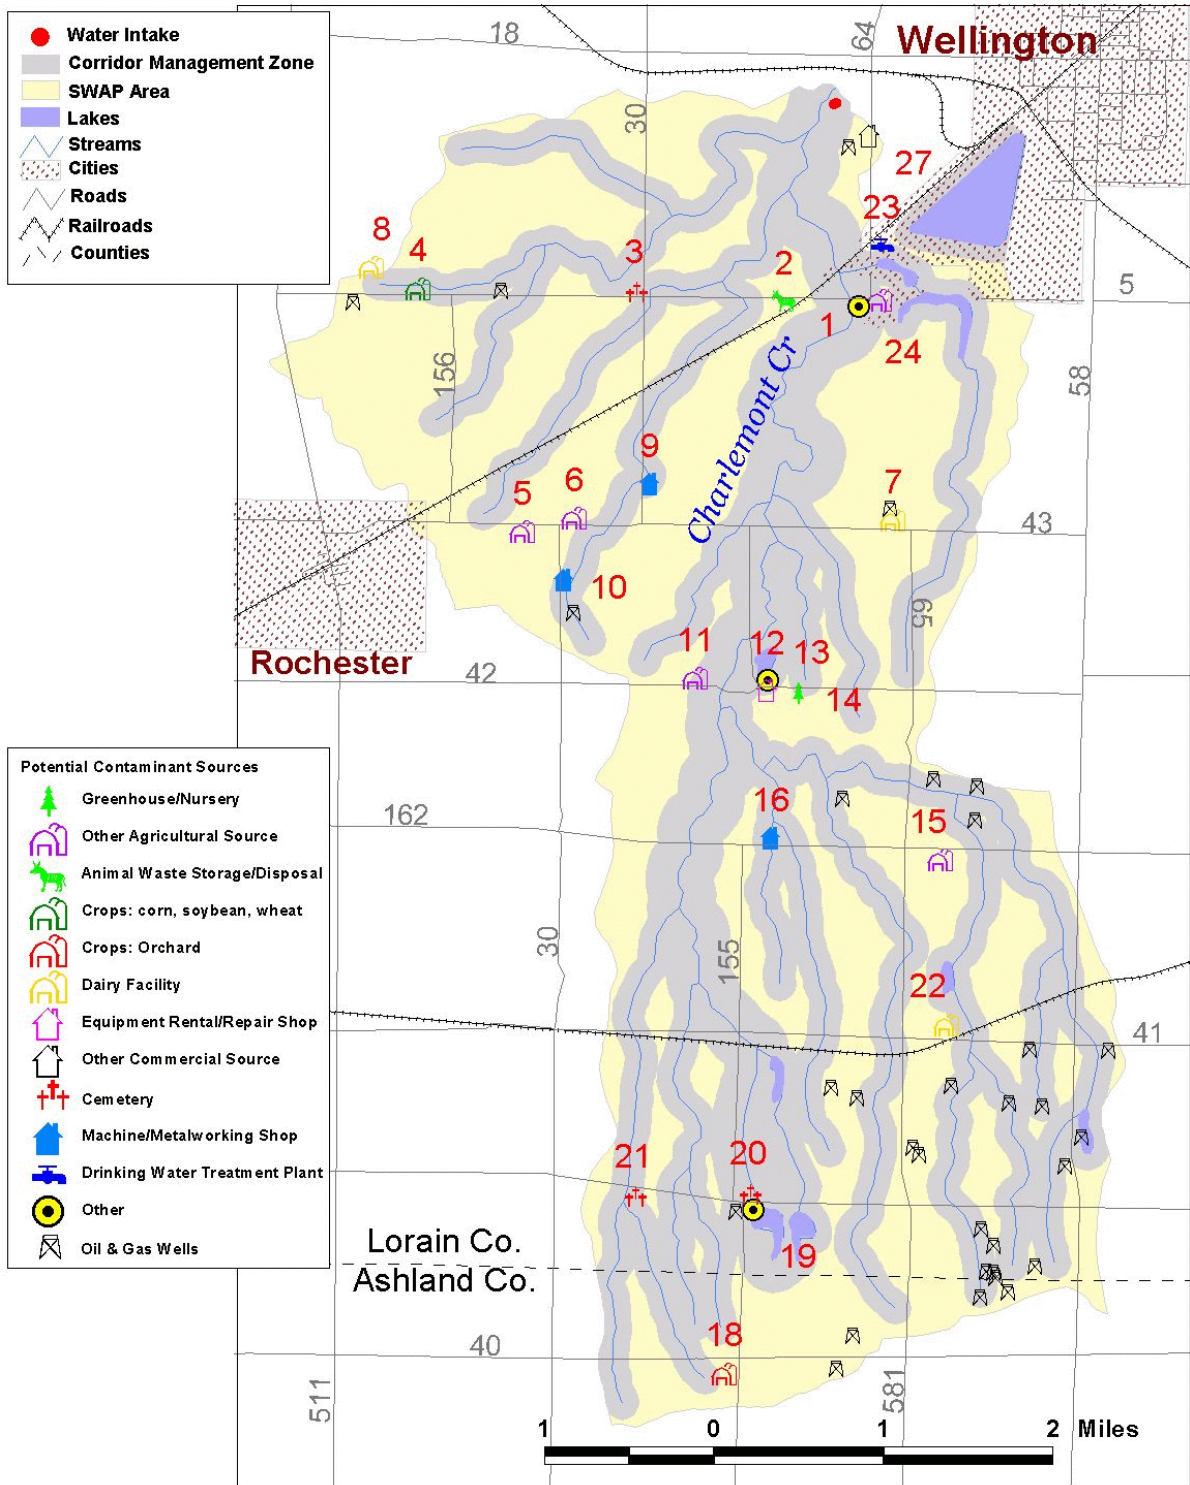 Water Intake
Corridor Management Zone
SWAP Area
Lakes
Streams
Cities
Roads
Railroads
Counties
18
64
Wellington
30
27
23
8
4
3
2
5
1
24
156
58
Charlemont Cr
9
7
5
6
43
10
59
Rochester
11
12
13
42
14
Potential Contaminant Sources
Greenhouse/Nursery
Other Agricultural Source
Animal Waste Storage/Disposal
Crops: corn, soybean, wheat
Crops: Orchard
Dairy Facility
Equipment Rental/Repair Shop
Other Commercial Source
Cemetery
Machine/Metalworking Shop
Drinking Water Treatment Plant
Other
Oil & Gas Wells
16
162
15
30
155
22
41
21
20
Lorain Co.
19
Ashland Co.
18
40
511
581
1 0 1 2 Miles